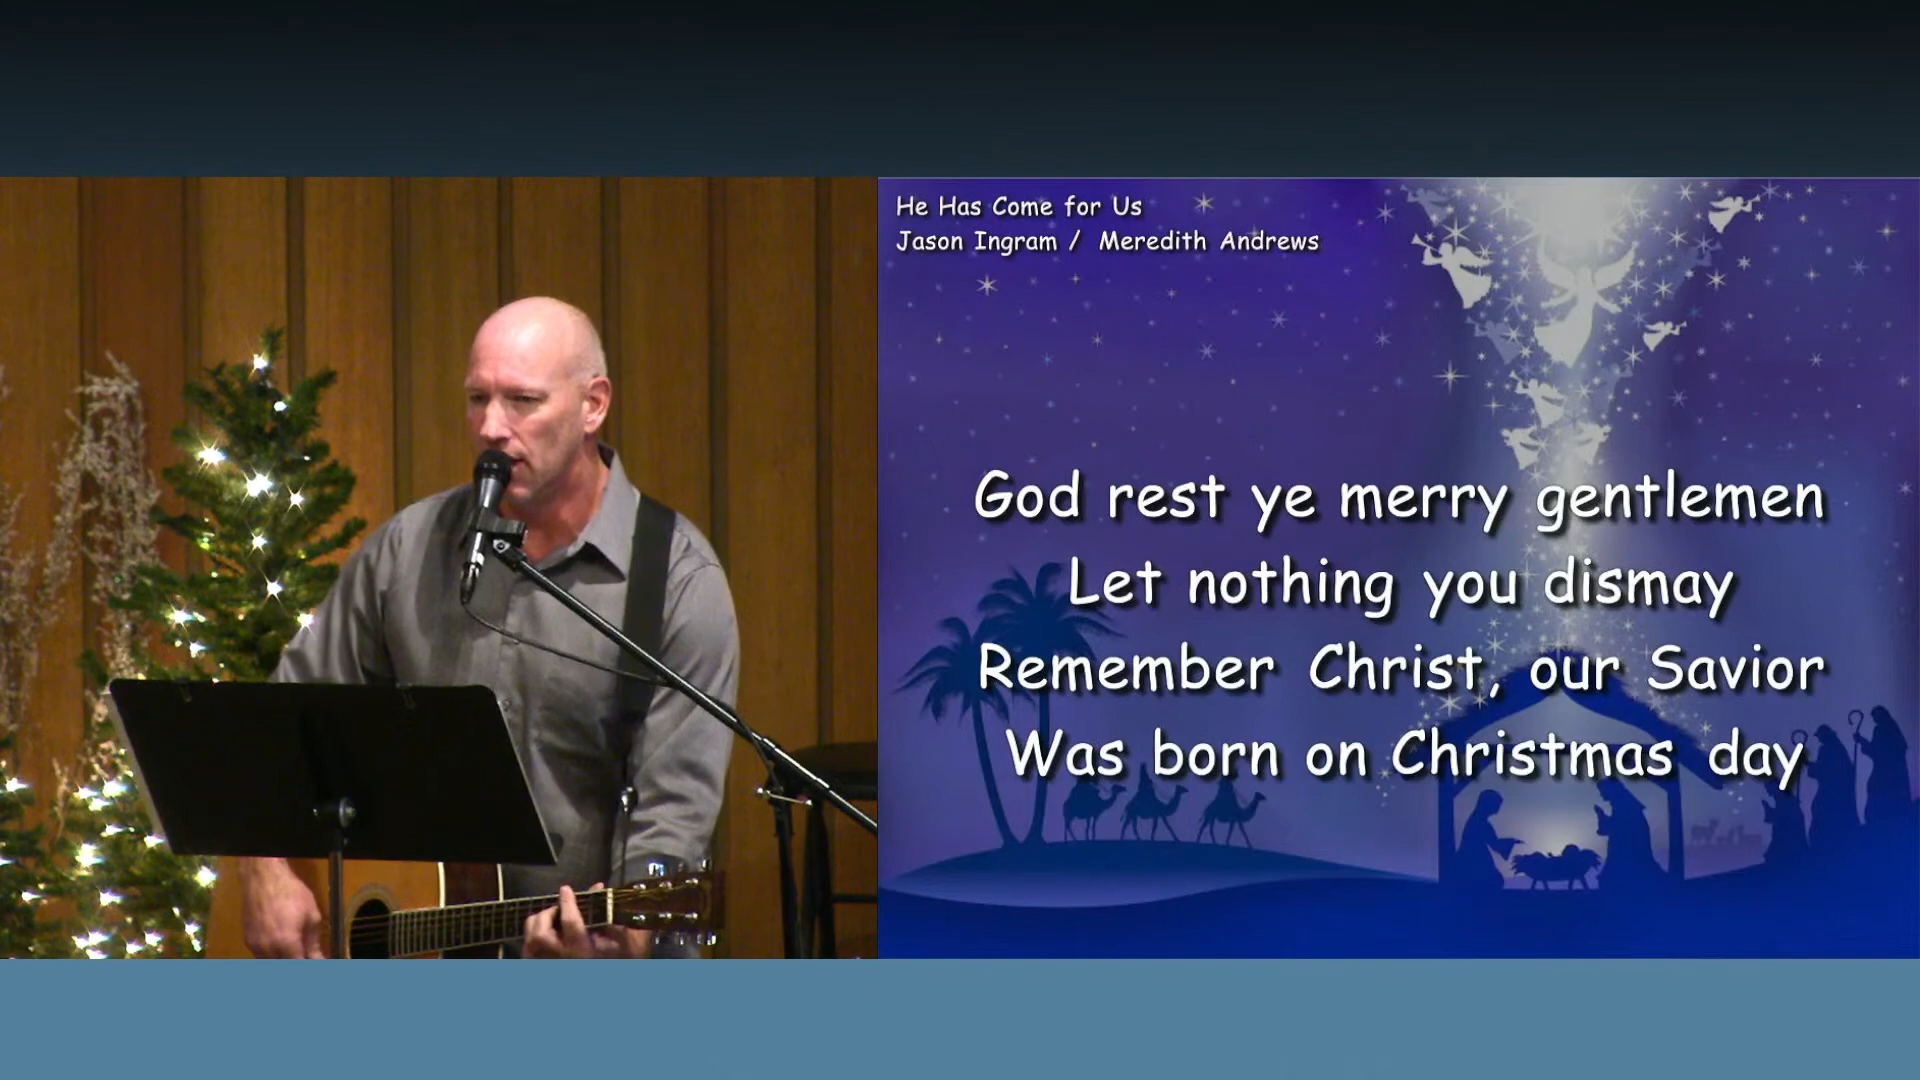 He Has Come for Us
Jason Ingram / Meredith Andrews
God rest ye merry gentlemen
Let nothing you dismay
Remember Christ, our Savior
Was born on Christmas day